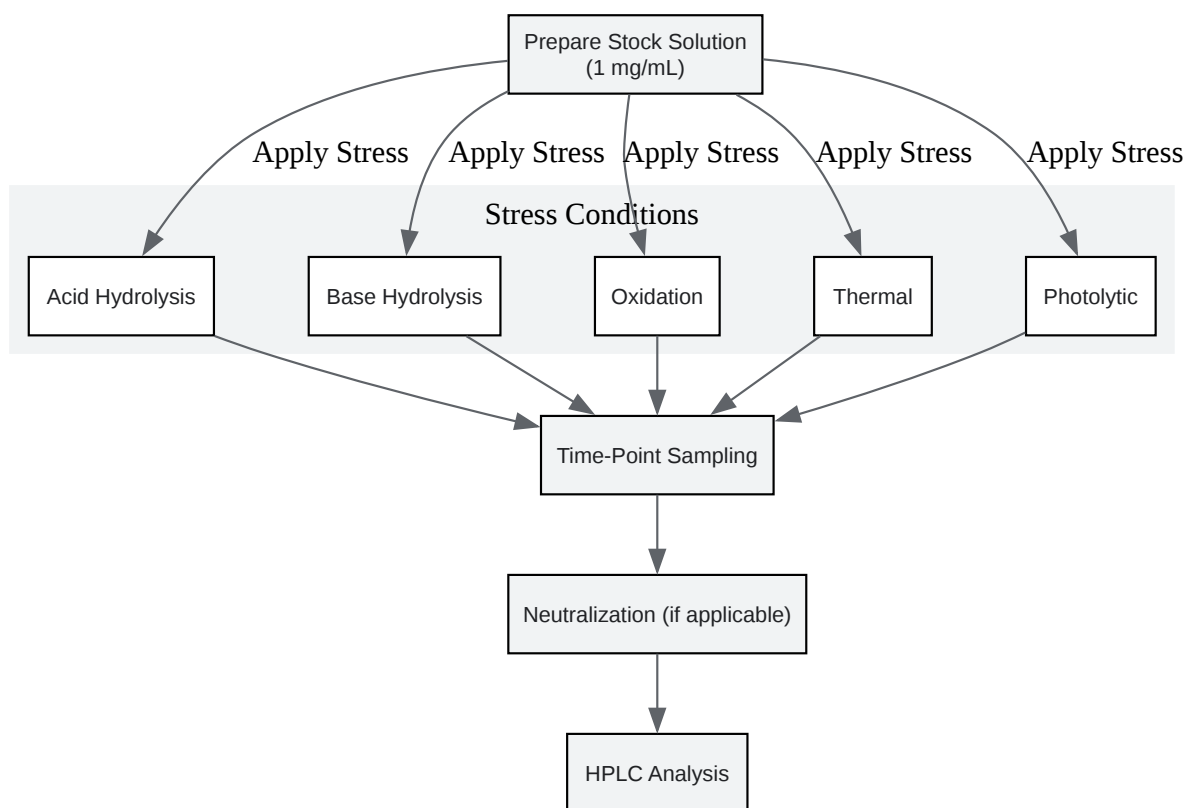 Prepare Stock Solution
(1 mg/mL)
Apply Stress
Apply Stress
Apply Stress
Apply Stress
Apply Stress
Stress Conditions
Acid Hydrolysis
Base Hydrolysis
Oxidation
Thermal
Photolytic
Time-Point Sampling
Neutralization (if applicable)
HPLC Analysis